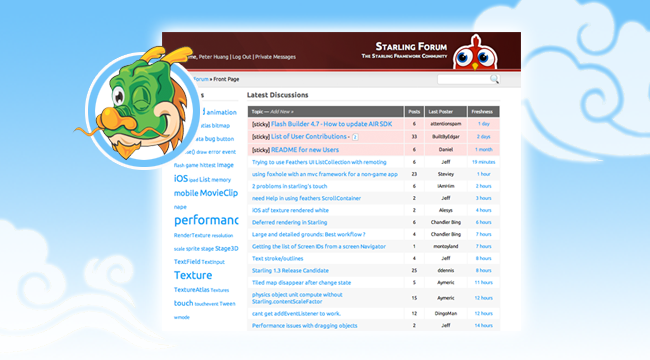 STARLING FORUM
THE STARLING FRAMEWORK COMMUNITY
me, Peter Huang | Log Out | Private Messages
Forum » Front Page
s
Latest Discussions
d animation
atlas bitmap
data bug button
draw error event
flash game hittest image
iOS ipad List memory
mobile MovieClip
nape
performanc
RenderTexture resolution
scale sprite stage Stage3D
TextField TextInput
Texture
TextureAtlas Textures
touch touchevere Tween
wmode
Topic — Add New » Posts Last Poster Freshness
[sticky] Flash Builder 4.7 - How to update AIR SDK 6 attentionspam 1 day
[sticky] List of User Contributions - 33 BuiltByEdgar 2 days
[sticky] README for new Users 6 Daniel 1 month
Trying to use Feathers UI ListCollection with remoting 6 Jeff 19 minutes
using foxhole with an mvc framework for a non-game app 23 Steviey 1 hour
2 problems in starling's touch 6 IAmHim 2 hours
need Help in using feathers ScrollContainer 2 Jeff 3 hours
iOS atf texture rendered white 2 Alexys 4 hours
Deferred rendering in Starling 6 Chandler Bing 6 hours
Large and detailed grounds: Best workflow ? 4 Chandler Bing 7 hours
Getting the list of Screen IDs from a screen Navigator 1 montoyland 7 hours
Text stroke/outlines 4 Jeff 8 hours
Starling 1.3 Release Candidate 25 ddennis 8 hours
Tiled map disappear after change state 5 Aymeric 11 hours
physics object unit compute without
Starling.contentScaleFactor 15 Aymeric 12 hours
cant get addEventListener to work. 12 DingoMan 12 hours
Performance issues with dragging objects 2 Jeff 14 hours